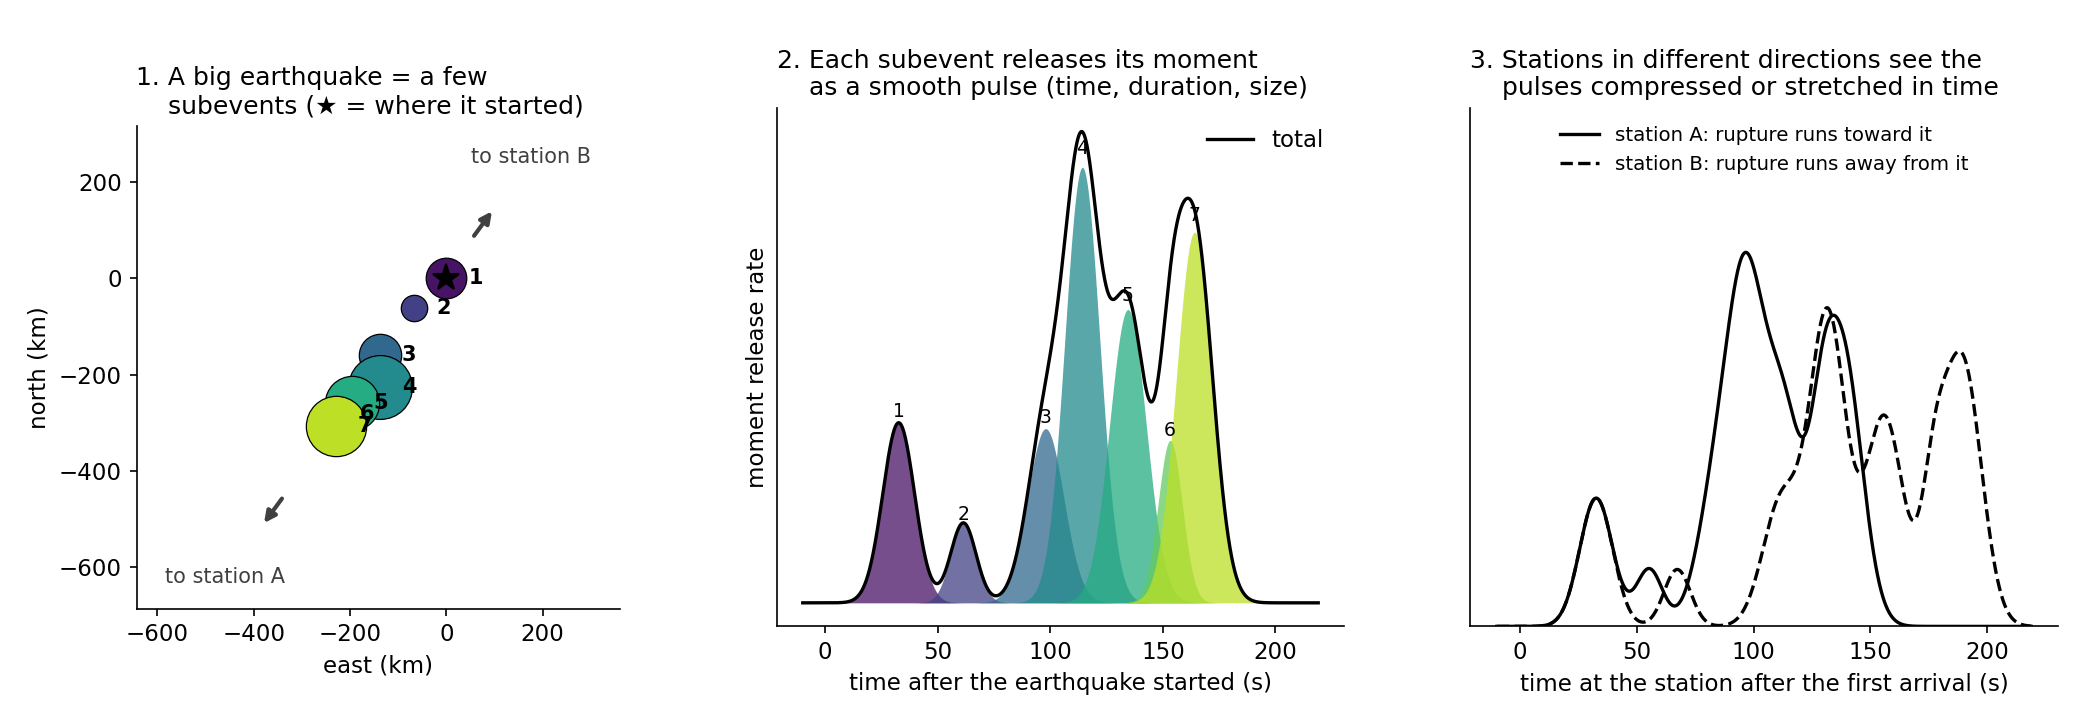 1. A big earthquake = a few
subevents (★ = where it started)
to station B
200
0
−200
−400
−600
north (km)
1
2
3
4
5
6
7
to station A
−600
−400
−200
0
200
east (km)
2. Each subevent releases its moment
as a smooth pulse (time, duration, size)
total
moment release rate
1
2
3
4
5
6
7
0
50
100
150
200
time after the earthquake started (s)
3. Stations in different directions see the
pulses compressed or stretched in time
station A: rupture runs toward it
station B: rupture runs away from it
0
50
100
150
200
time at the station after the first arrival (s)